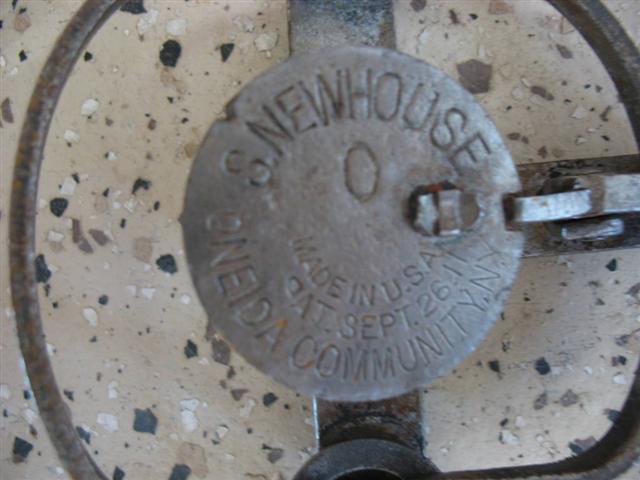 S. NEWHOUSE
0
MADE IN U.S.A.
PAT. SEPT. 26. 11
ONEIDA COMMUNITY, N.Y.